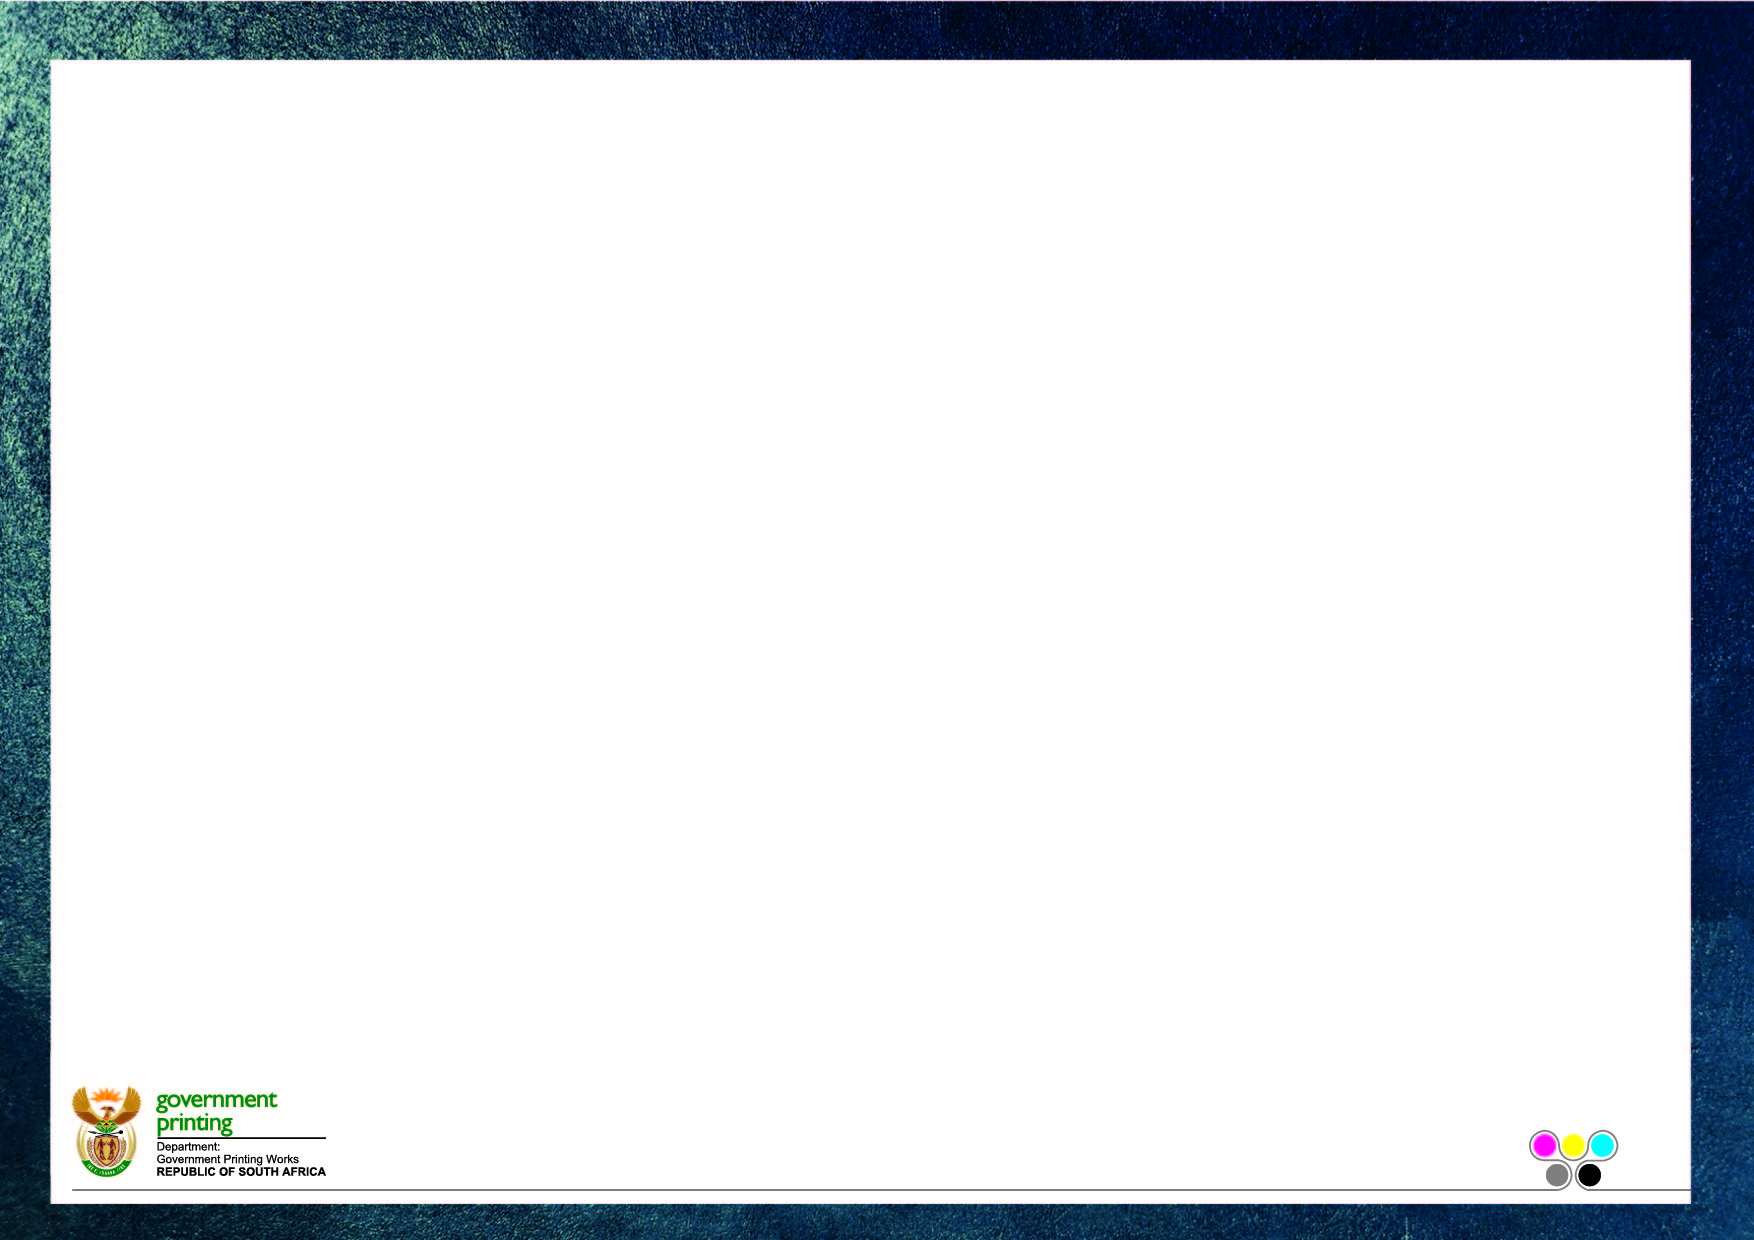 government
printing
Department:
Government Printing Works
REPUBLIC OF SOUTH AFRICA